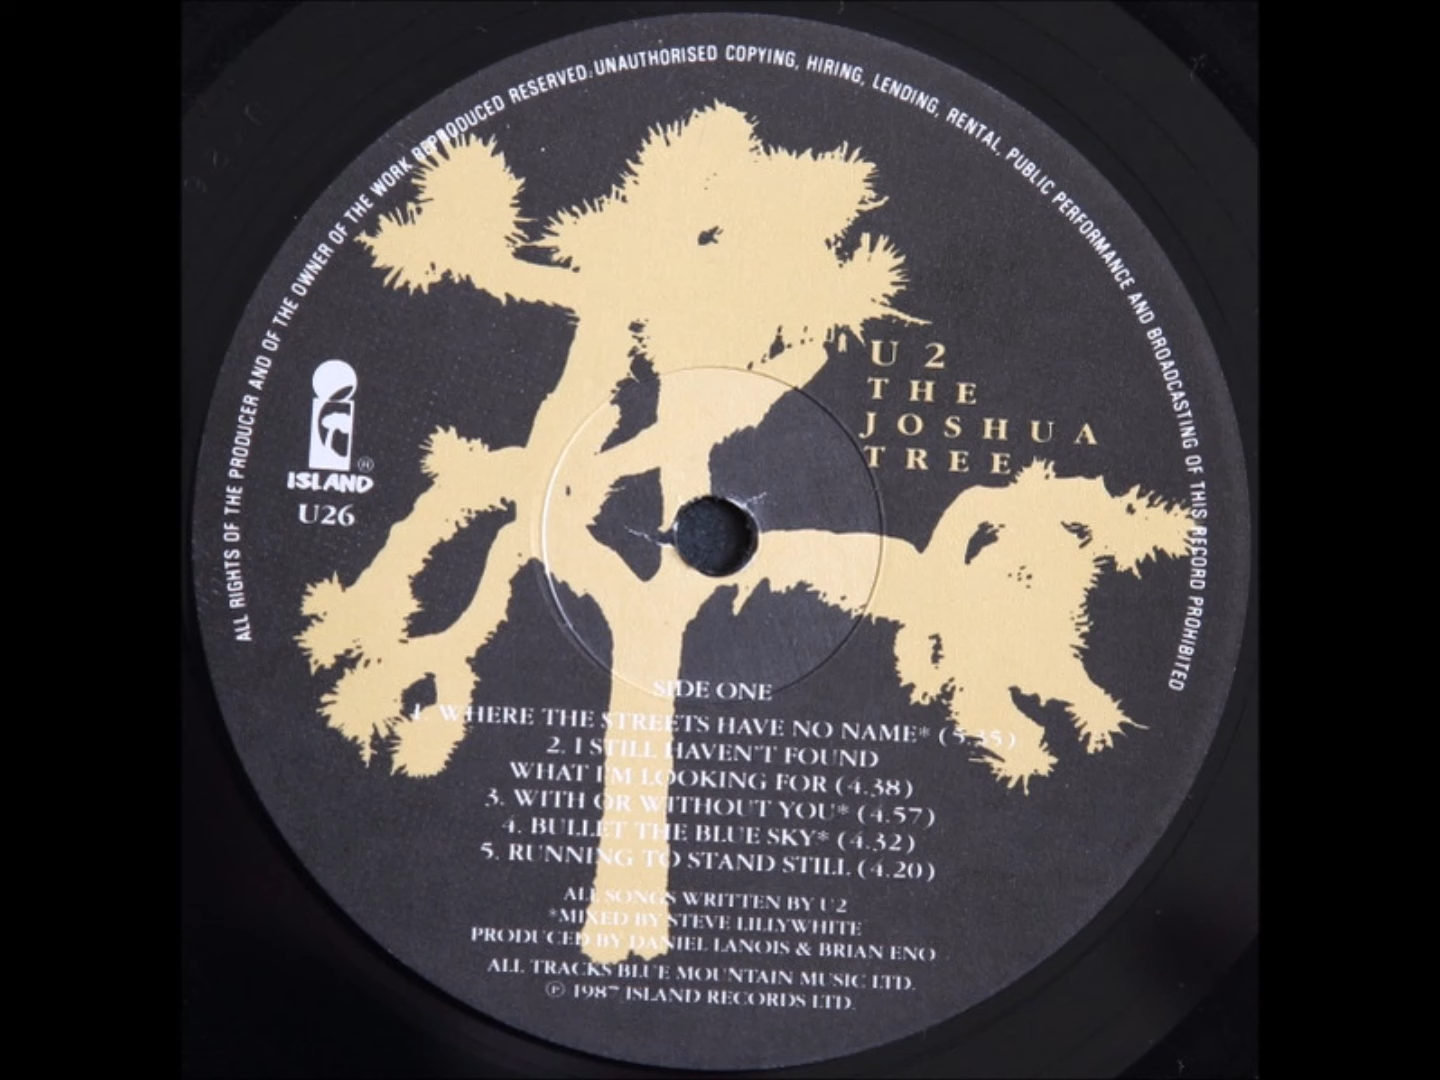 ALL RIGHTS OF THE PRODUCER AND OF THE OWNER OF THE WORK REPRODUCED RESERVED. UNAUTHORISED COPYING, HIRING, LENDING, RENTAL, PUBLIC PERFORMANCE AND BROADCASTING OF THIS RECORD PROHIBITED
U2
THE
JOSHUA
TREE
ISLAND ®
U26
SIDE ONE
1. WHERE THE STREETS HAVE NO NAME* (5.35)
2. I STILL HAVEN'T FOUND
WHAT I'M LOOKING FOR (4.38)
3. WITH OR WITHOUT YOU* (4.57)
4. BULLET THE BLUE SKY* (4.32)
5. RUNNING TO STAND STILL (4.20)
ALL SONGS WRITTEN BY U2
*MIXED BY STEVE LILLYWHITE
PRODUCED BY DANIEL LANOIS & BRIAN ENO
ALL TRACKS BLUE MOUNTAIN MUSIC LTD.
℗ 1987 ISLAND RECORDS LTD.